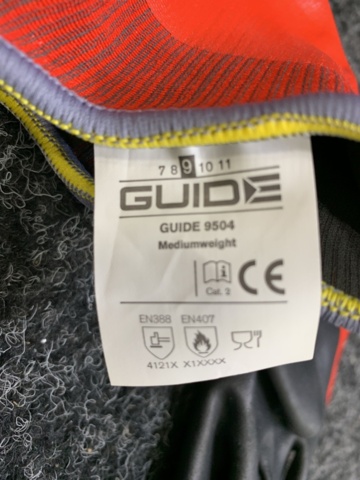 7 8 9 10 11
GUIDE
GUIDE 9504
Mediumweight
i CE
Cat. 2
EN388 EN407
4121X X1XXXX